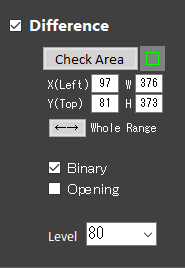 Difference
Check Area
X(Left) 97 W 376
Y(Top) 81 H 373
←→ Whole Range
Binary
Opening
Level 80